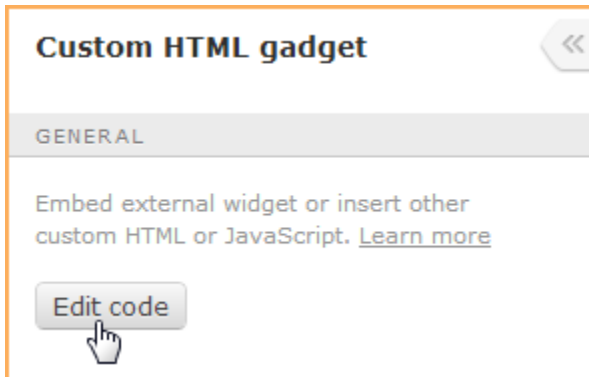 Custom HTML gadget
«
GENERAL
Embed external widget or insert other
custom HTML or JavaScript. Learn more
Edit code